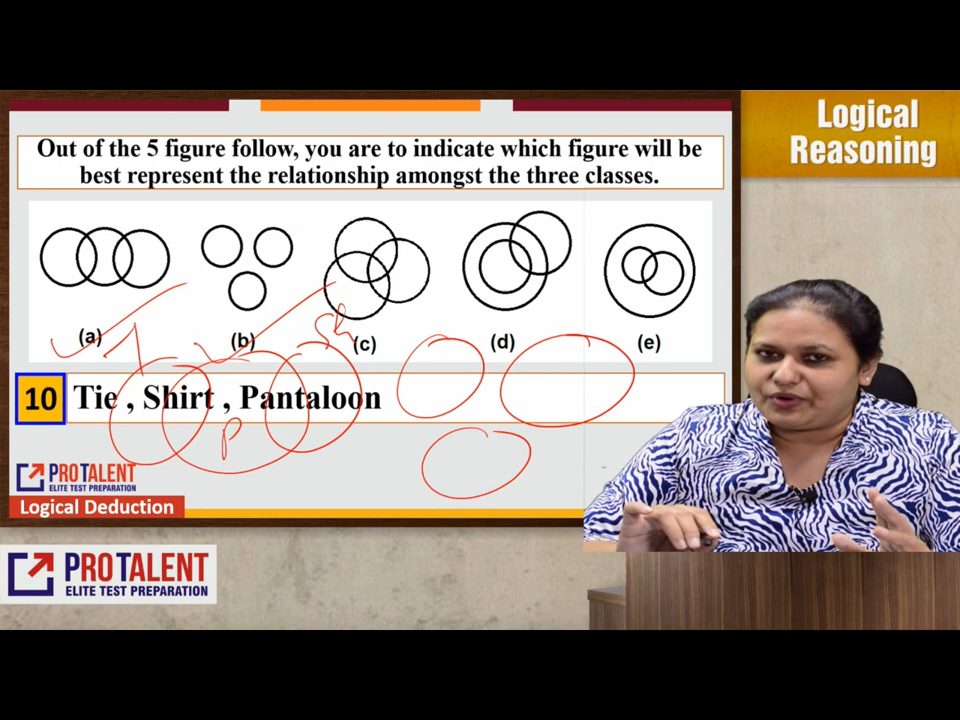 Logical
Reasoning
Out of the 5 figure follow, you are to indicate which figure will be
best represent the relationship amongst the three classes.
(a)
(b)
(c)
(d)
(e)
T
Sh
P
10
Tie , Shirt , Pantaloon
PROTALENT
ELITE TEST PREPARATION
Logical Deduction
PROTALENT
ELITE TEST PREPARATION